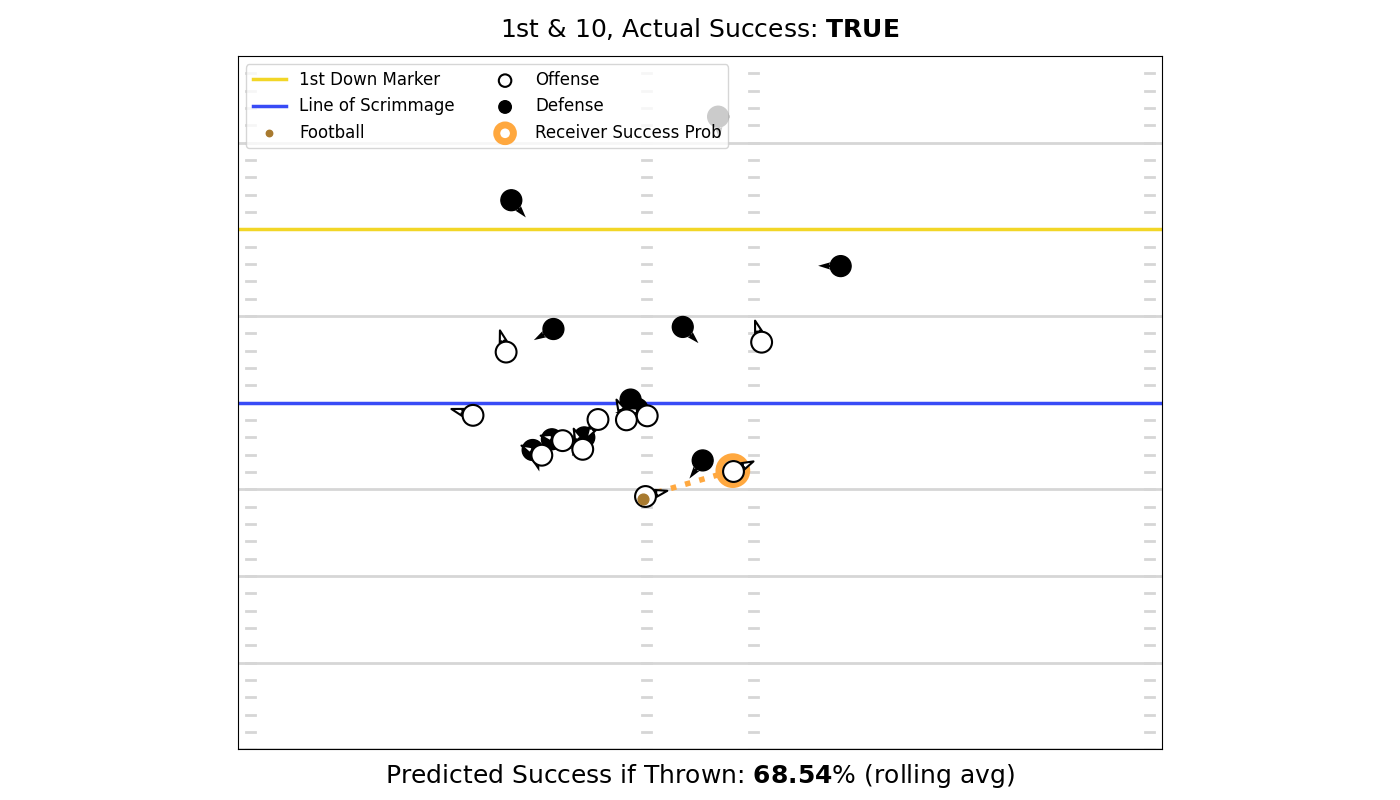 1st & 10, Actual Success: TRUE
1st Down Marker
Line of Scrimmage
Football
Offense
Defense
Receiver Success Prob
Predicted Success if Thrown: 68.54% (rolling avg)